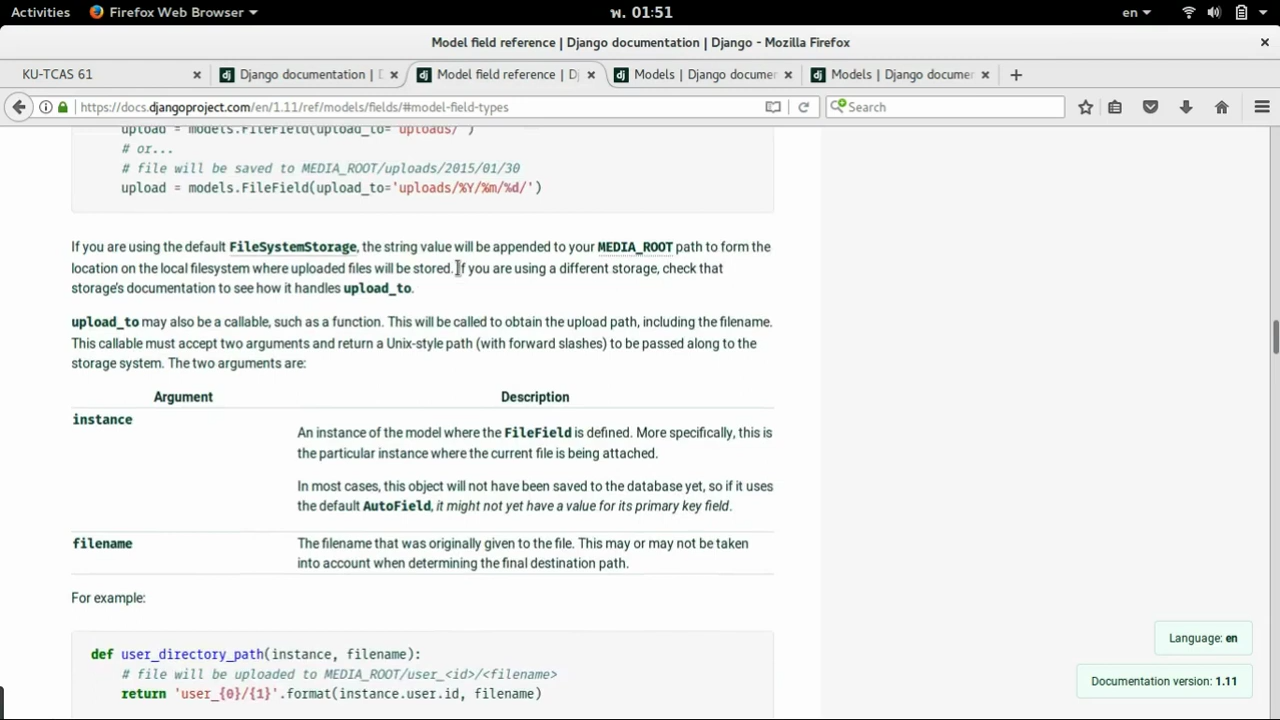 Activities Firefox Web Browser พ. 01:51 en
Model field reference | Django documentation | Django - Mozilla Firefox
KU-TCAS 61 Django documentation | Model field reference | Dj Models | Django documen Models | Django documen
https://docs.djangoproject.com/en/1.11/ref/models/fields/#model-field-types Search
upload = models.FileField(upload_to='uploads/')
# or...
# file will be saved to MEDIA_ROOT/uploads/2015/01/30
upload = models.FileField(upload_to='uploads/%Y/%m/%d/')
If you are using the default FileSystemStorage, the string value will be appended to your MEDIA_ROOT path to form the
location on the local filesystem where uploaded files will be stored. If you are using a different storage, check that
storage's documentation to see how it handles upload_to.
upload_to may also be a callable, such as a function. This will be called to obtain the upload path, including the filename.
This callable must accept two arguments and return a Unix-style path (with forward slashes) to be passed along to the
storage system. The two arguments are:
Argument Description
instance
An instance of the model where the FileField is defined. More specifically, this is
the particular instance where the current file is being attached.
In most cases, this object will not have been saved to the database yet, so if it uses
the default AutoField, it might not yet have a value for its primary key field.
filename The filename that was originally given to the file. This may or may not be taken
into account when determining the final destination path.
For example:
def user_directory_path(instance, filename):
# file will be uploaded to MEDIA_ROOT/user_<id>/<filename>
return 'user_{0}/{1}'.format(instance.user.id, filename)
Language: en
Documentation version: 1.11